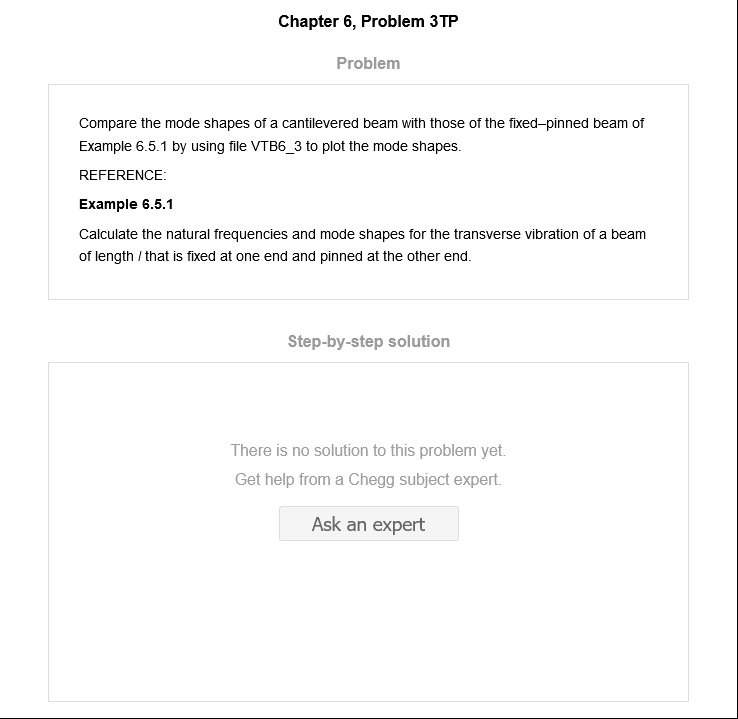 Chapter 6, Problem 3TP
Problem
Compare the mode shapes of a cantilevered beam with those of the fixed–pinned beam of
Example 6.5.1 by using file VTB6_3 to plot the mode shapes.
REFERENCE:
Example 6.5.1
Calculate the natural frequencies and mode shapes for the transverse vibration of a beam
of length l that is fixed at one end and pinned at the other end.
Step-by-step solution
There is no solution to this problem yet.
Get help from a Chegg subject expert.
Ask an expert